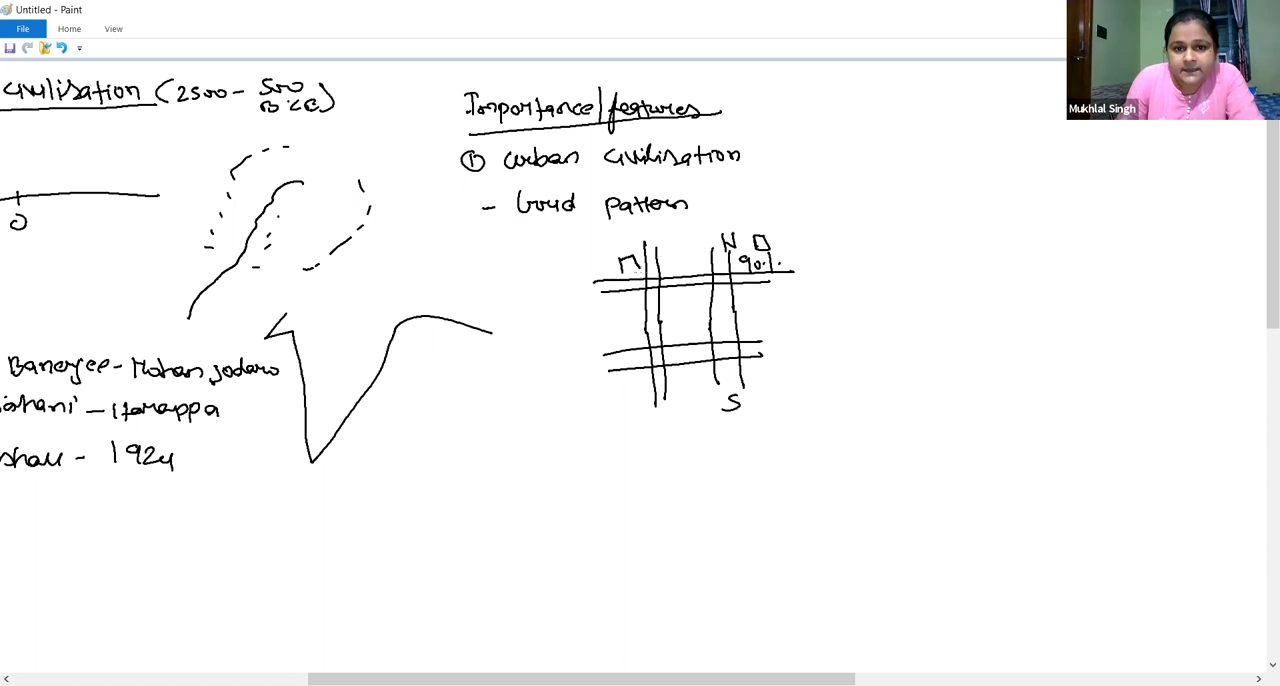 Untitled - Paint
File Home View
Civilisation (2500 - 500 B.C.E)
0
Banerjee - Mohanjodaro
- Harappa
- 1924
Importance/features
① urban civilisation
- Grid pattern
N
90%.
S
Mukhlal Singh